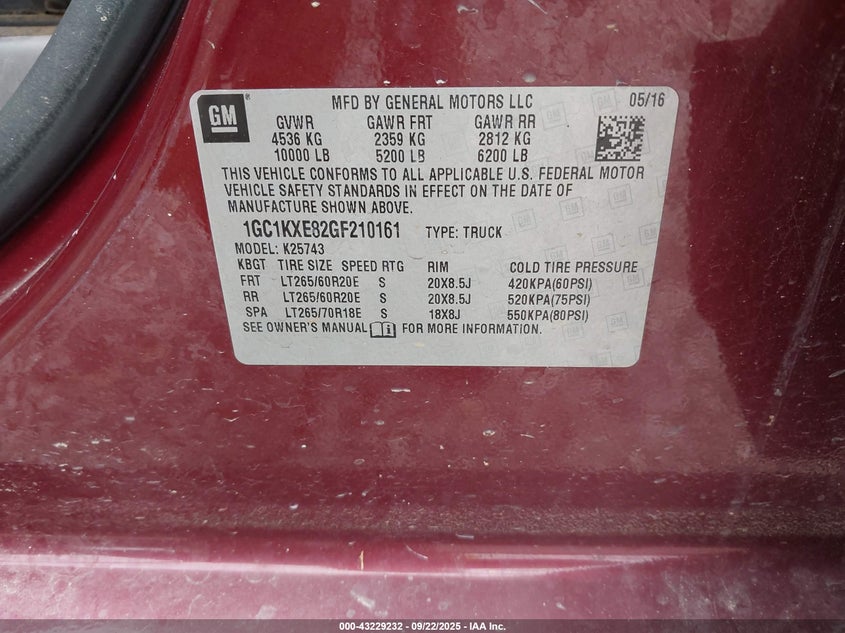 GM ®
MFD BY GENERAL MOTORS LLC 05/16
GVWR GAWR FRT GAWR RR
4536 KG 2359 KG 2812 KG
10000 LB 5200 LB 6200 LB
THIS VEHICLE CONFORMS TO ALL APPLICABLE U.S. FEDERAL MOTOR
VEHICLE SAFETY STANDARDS IN EFFECT ON THE DATE OF
MANUFACTURE SHOWN ABOVE.
1GC1KXE82GF210161 TYPE: TRUCK
MODEL: K25743
KBGT TIRE SIZE SPEED RTG RIM COLD TIRE PRESSURE
FRT LT265/60R20E S 20X8.5J 420KPA(60PSI)
RR LT265/60R20E S 20X8.5J 520KPA(75PSI)
SPA LT265/70R18E S 18X8J 550KPA(80PSI)
SEE OWNER'S MANUAL FOR MORE INFORMATION.
000-43229232 - 09/22/2025 - IAA Inc.